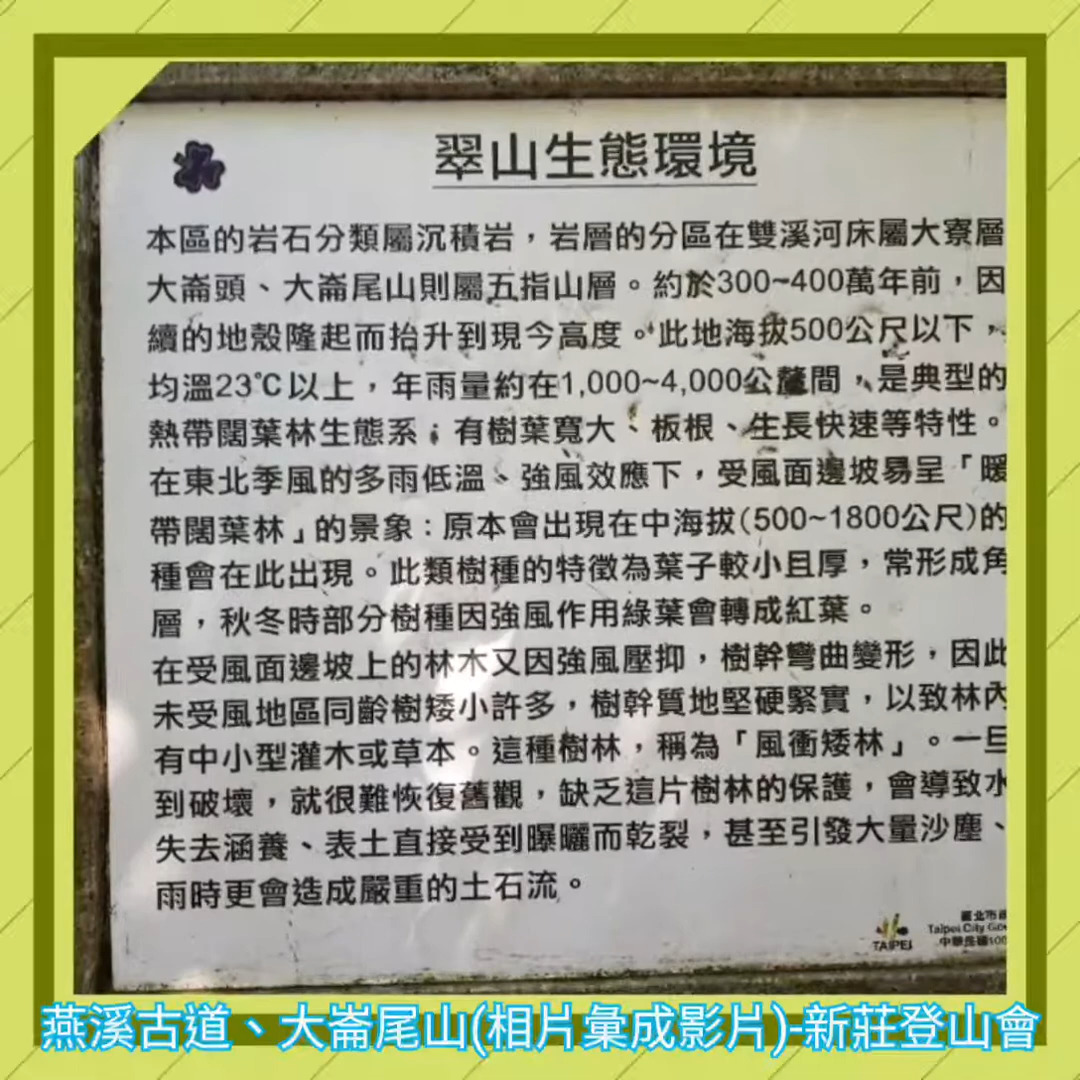 翠山生態環境
本區的岩石分類屬沉積岩，岩層的分區在雙溪河床屬大寮層
大崙頭、大崙尾山則屬五指山層。約於300~400萬年前，因
續的地殼隆起而抬升到現今高度。此地海拔500公尺以下，
均溫23℃以上，年雨量約在1,000~4,000公釐間，是典型的
熱帶闊葉林生態系；有樹葉寬大、板根、生長快速等特性。
在東北季風的多雨低溫、強風效應下，受風面邊坡易呈「暖
帶闊葉林」的景象：原本會出現在中海拔(500~1800公尺)的
種會在此出現。此類樹種的特徵為葉子較小且厚，常形成角
層，秋冬時部分樹種因強風作用綠葉會轉成紅葉。
在受風面邊坡上的林木又因強風壓抑，樹幹彎曲變形，因此
未受風地區同齡樹矮小許多，樹幹質地堅硬緊實，以致林內
有中小型灌木或草本。這種樹林，稱為「風衝矮林」。一旦
到破壞，就很難恢復舊觀，缺乏這片樹林的保護，會導致水
失去涵養、表土直接受到曝曬而乾裂，甚至引發大量沙塵、
雨時更會造成嚴重的土石流。
TAIPEI
臺北市
Taipei City
中華民國100
燕溪古道、大崙尾山(相片彙成影片)-新莊登山會